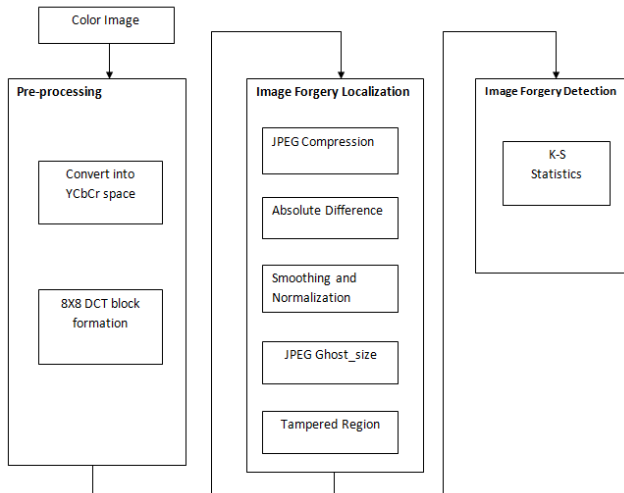 Color Image
Pre-processing
Convert into
YCbCr space
8X8 DCT block
formation
Image Forgery Localization
JPEG Compression
Absolute Difference
Smoothing and
Normalization
JPEG Ghost_size
Tampered Region
Image Forgery Detection
K-S
Statistics